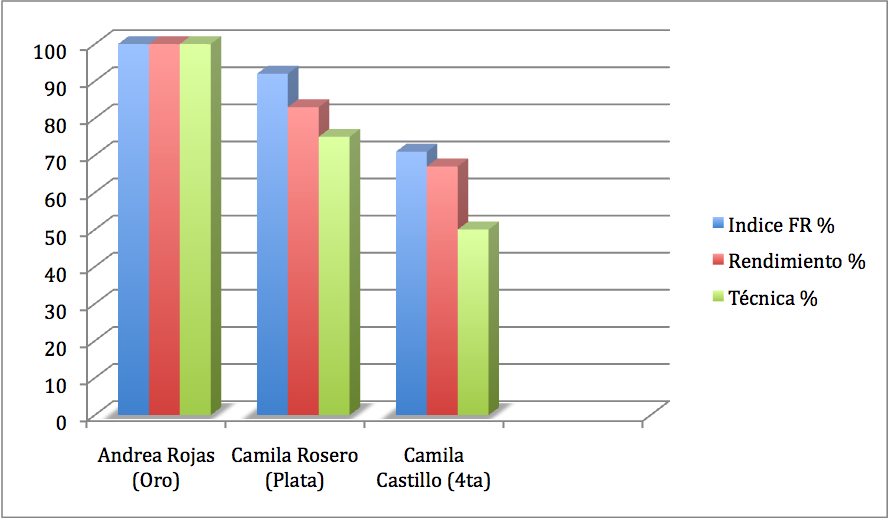 100
90
80
70
60
50
40
30
20
10
0
Andrea Rojas
(Oro)
Camila Rosero
(Plata)
Camila
Castillo (4ta)
Indice FR %
Rendimiento %
Técnica %